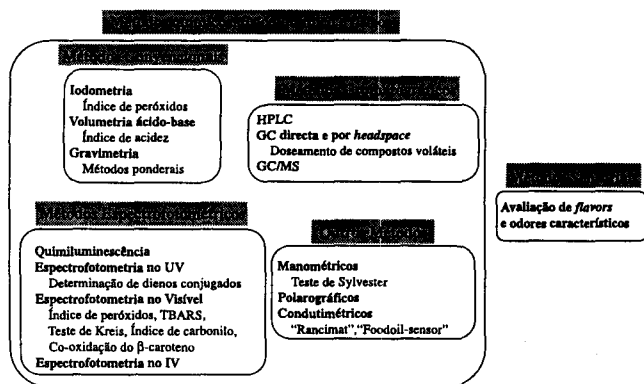 Iodometria
Índice de peróxidos
Volumetria ácido-base
Índice de acidez
Gravimetria
Métodos ponderais
HPLC
GC directa e por headspace
Doseamento de compostos voláteis
GC/MS
Avaliação de flavors
e odores característicos
Métodos Espectrofotométricos
Quimiluminescência
Espectrofotometria no UV
Determinação de dienos conjugados
Espectrofotometria no Visível
Índice de peróxidos, TBARS,
Teste de Kreis, Índice de carbonilo,
Co-oxidação do β-caroteno
Espectrofotometria no IV
Manométricos
Teste de Sylvester
Polarográficos
Condutimétricos
"Rancimat","Foodoil-sensor"